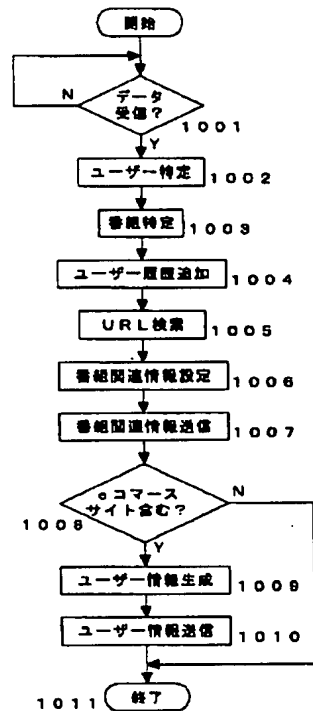 開始
N
データ
受信?
1001
Y
ユーザー特定
1002
番組特定
1003
ユーザー履歴追加
1004
URL検索
1005
番組関連情報設定
1006
番組関連情報送信
1007
eコマース
サイト含む?
N
1008
Y
ユーザー情報生成
1009
ユーザー情報送信
1010
1011
終了